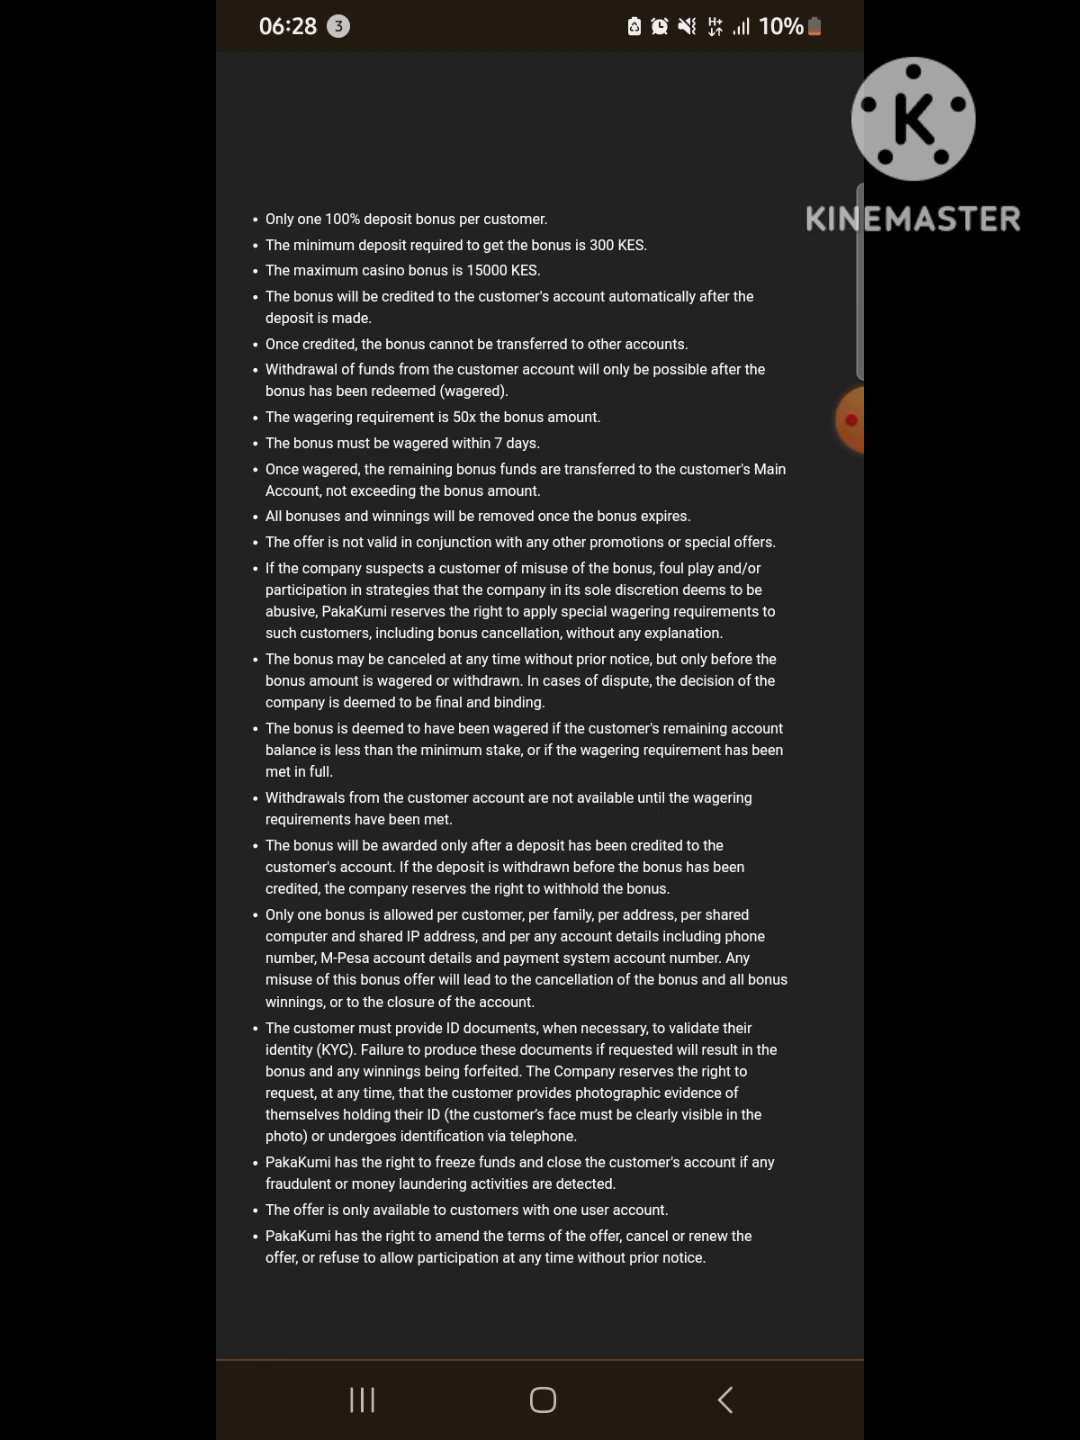 06:28 3 H+ 10%
K
KINEMASTER
• Only one 100% deposit bonus per customer.
• The minimum deposit required to get the bonus is 300 KES.
• The maximum casino bonus is 15000 KES.
• The bonus will be credited to the customer's account automatically after the
deposit is made.
• Once credited, the bonus cannot be transferred to other accounts.
• Withdrawal of funds from the customer account will only be possible after the
bonus has been redeemed (wagered).
• The wagering requirement is 50x the bonus amount.
• The bonus must be wagered within 7 days.
• Once wagered, the remaining bonus funds are transferred to the customer's Main
Account, not exceeding the bonus amount.
• All bonuses and winnings will be removed once the bonus expires.
• The offer is not valid in conjunction with any other promotions or special offers.
• If the company suspects a customer of misuse of the bonus, foul play and/or
participation in strategies that the company in its sole discretion deems to be
abusive, PakaKumi reserves the right to apply special wagering requirements to
such customers, including bonus cancellation, without any explanation.
• The bonus may be canceled at any time without prior notice, but only before the
bonus amount is wagered or withdrawn. In cases of dispute, the decision of the
company is deemed to be final and binding.
• The bonus is deemed to have been wagered if the customer's remaining account
balance is less than the minimum stake, or if the wagering requirement has been
met in full.
• Withdrawals from the customer account are not available until the wagering
requirements have been met.
• The bonus will be awarded only after a deposit has been credited to the
customer's account. If the deposit is withdrawn before the bonus has been
credited, the company reserves the right to withhold the bonus.
• Only one bonus is allowed per customer, per family, per address, per shared
computer and shared IP address, and per any account details including phone
number, M-Pesa account details and payment system account number. Any
misuse of this bonus offer will lead to the cancellation of the bonus and all bonus
winnings, or to the closure of the account.
• The customer must provide ID documents, when necessary, to validate their
identity (KYC). Failure to produce these documents if requested will result in the
bonus and any winnings being forfeited. The Company reserves the right to
request, at any time, that the customer provides photographic evidence of
themselves holding their ID (the customer’s face must be clearly visible in the
photo) or undergoes identification via telephone.
• PakaKumi has the right to freeze funds and close the customer's account if any
fraudulent or money laundering activities are detected.
• The offer is only available to customers with one user account.
• PakaKumi has the right to amend the terms of the offer, cancel or renew the
offer, or refuse to allow participation at any time without prior notice.